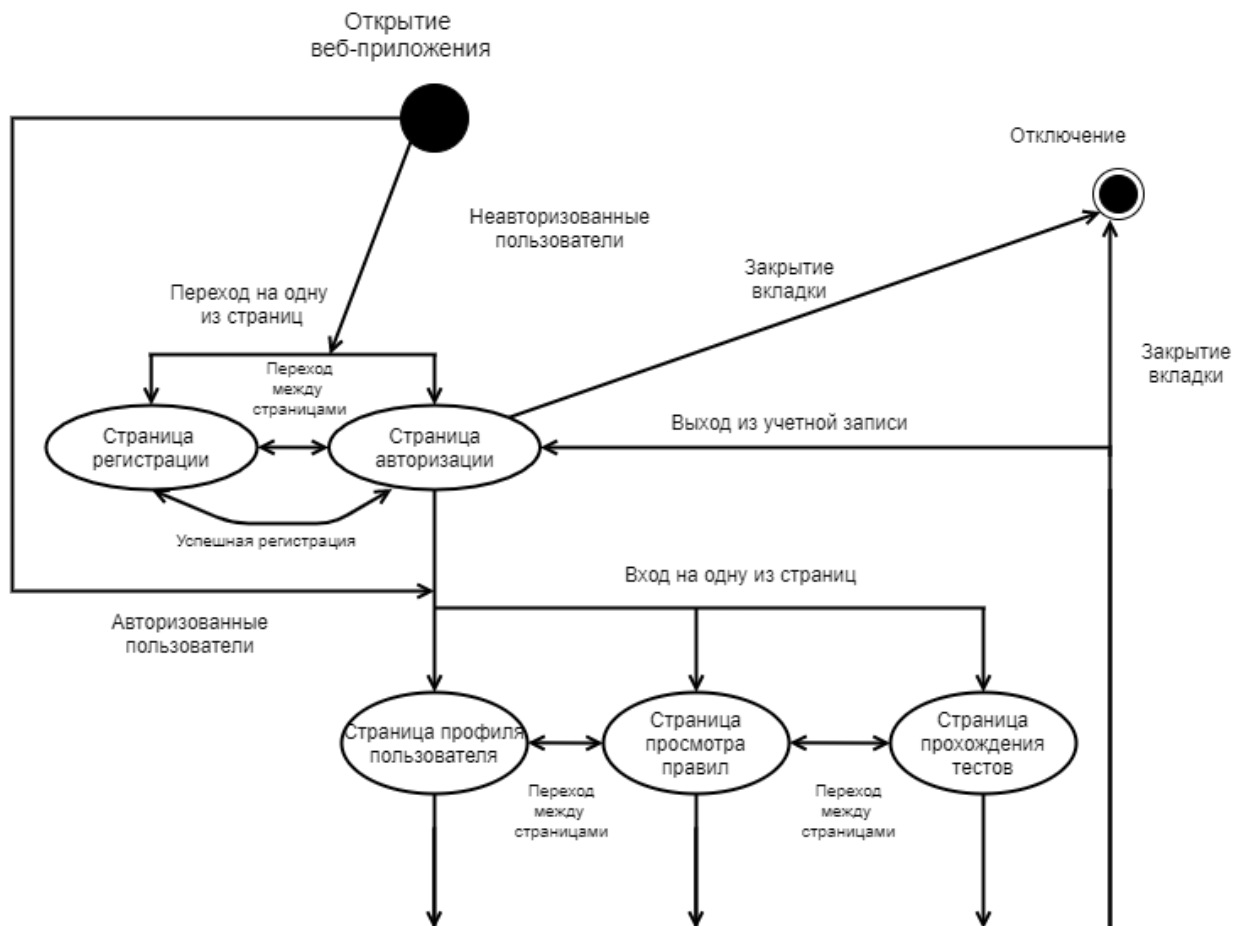 Открытие
веб-приложения
Отключение
Неавторизованные
пользователи
Закрытие
вкладки
Переход на одну
из страниц
Закрытие
вкладки
Переход
между
страницами
Страница
регистрации
Страница
авторизации
Выход из учетной записи
Успешная регистрация
Вход на одну из страниц
Авторизованные
пользователи
Страница профиля
пользователя
Страница
просмотра
правил
Страница
прохождения
тестов
Переход
между
страницами
Переход
между
страницами